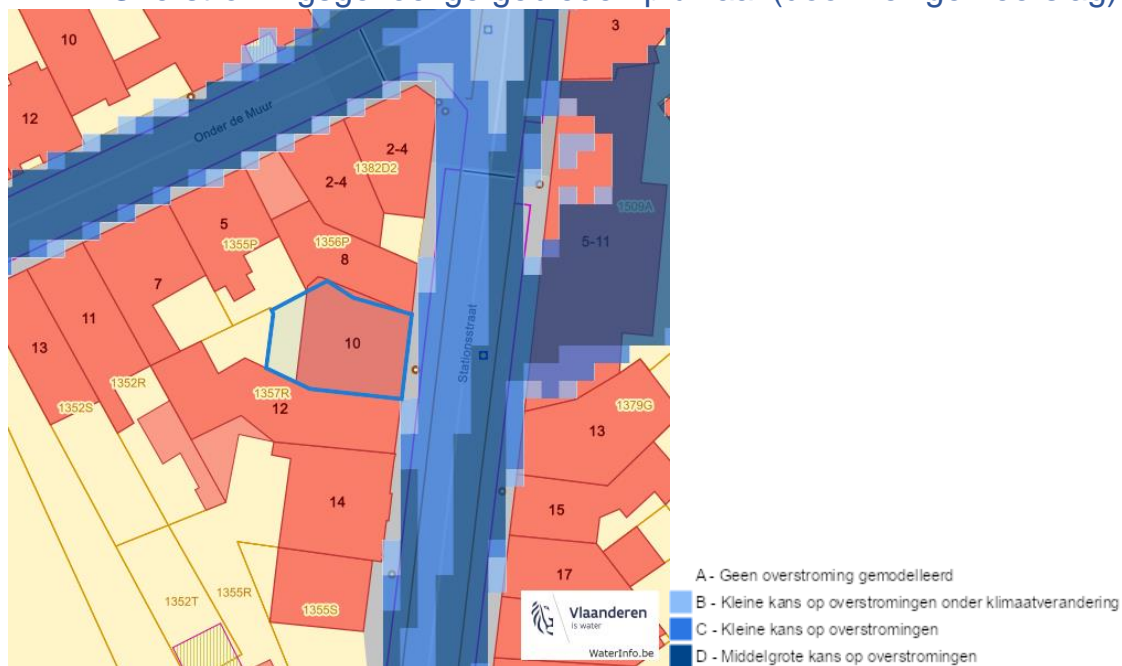 10
3
12
Onder de Muur
2-4
1382D2
2-4
5
1355P
1356P
1509A
5-11
8
7
11
10
Stationsstraat
13
1352R
1357R
12
1352S
1379G
13
14
15
17
1352T
1355R
1355S
Vlaanderen
is water
WaterInfo.be
A - Geen overstroming gemodelleerd
B - Kleine kans op overstromingen onder klimaatverandering
C - Kleine kans op overstromingen
D - Middelgrote kans op overstromingen